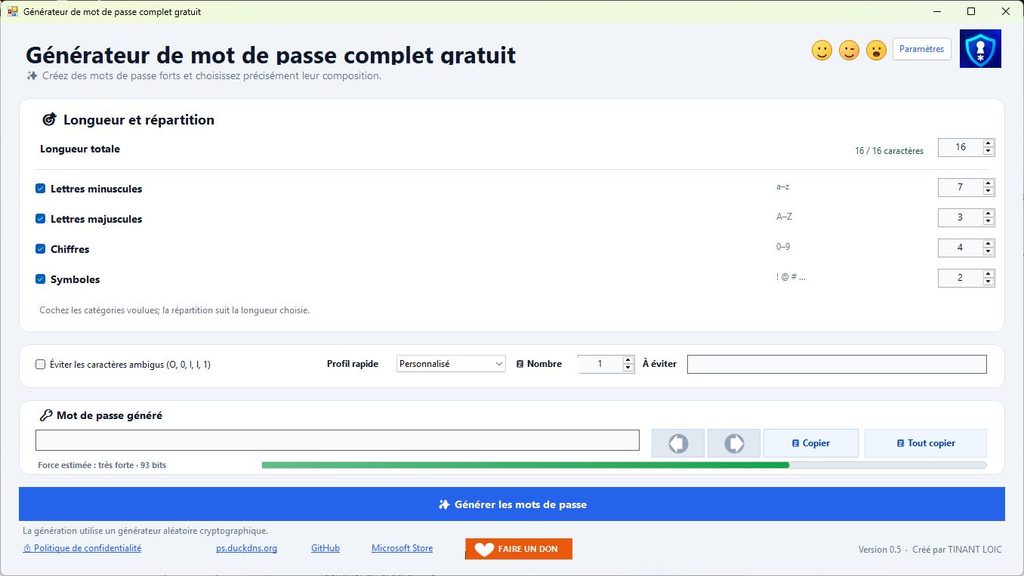 Générateur de mot de passe complet gratuit
Générateur de mot de passe complet gratuit
Paramètres
Créez des mots de passe forts et choisissez précisément leur composition.
Longueur et répartition
Longueur totale 16 / 16 caractères 16
Lettres minuscules a–z 7
Lettres majuscules A–Z 3
Chiffres 0–9 4
Symboles ! @ # ... 2
Cochez les catégories voulues; la répartition suit la longueur choisie.
Éviter les caractères ambigus (O, 0, I, l, 1) Profil rapide Personnalisé Nombre 1 À éviter
Mot de passe généré
Copier Tout copier
Force estimée : très forte · 93 bits
Générer les mots de passe
La génération utilise un générateur aléatoire cryptographique.
Politique de confidentialité ps.duckdns.org GitHub Microsoft Store FAIRE UN DON Version 0.5 · Créé par TINANT LOIC